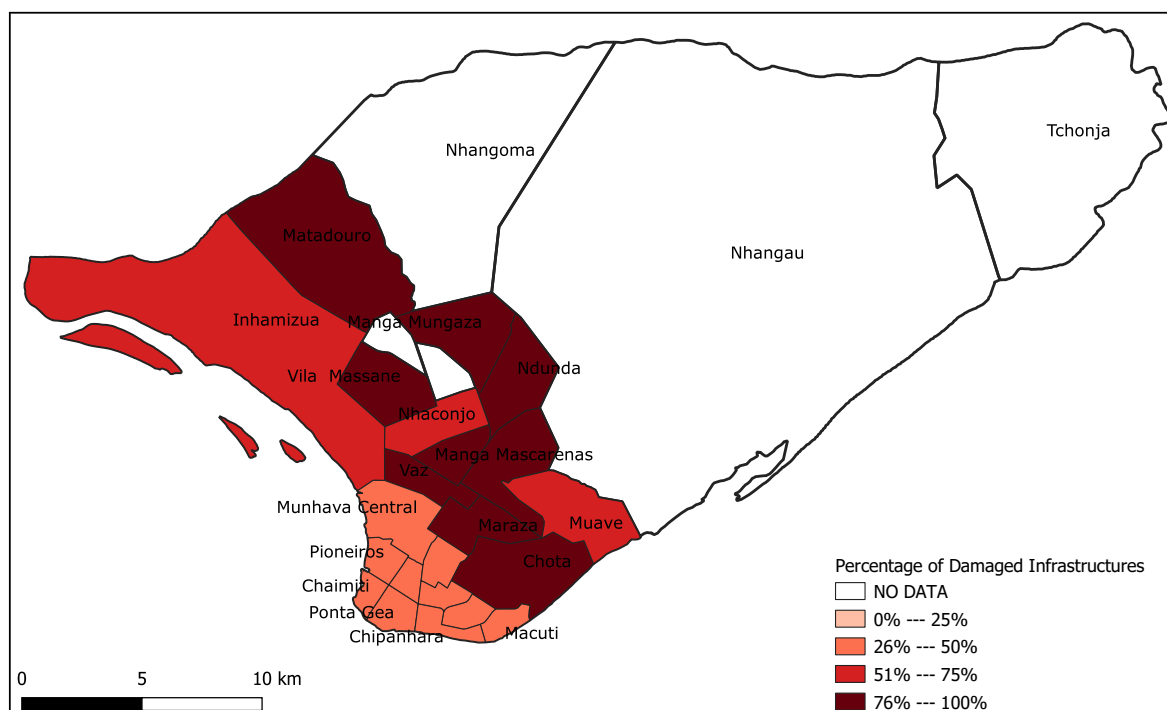 Tchonja
Nhangoma
Matadouro
Nhangau
Inhamizua
Manga Mungaza
Vila Massane
Ndunda
Nhaconjo
Manga Mascarenas
Vaz
Munhava Central
Maraza
Muave
Pioneiros
Chota
Chaimiti
Ponta Gea
Chipanhara
Macuti
Percentage of Damaged Infrastructures
NO DATA
0% --- 25%
26% --- 50%
51% --- 75%
76% --- 100%
0 5 10 km